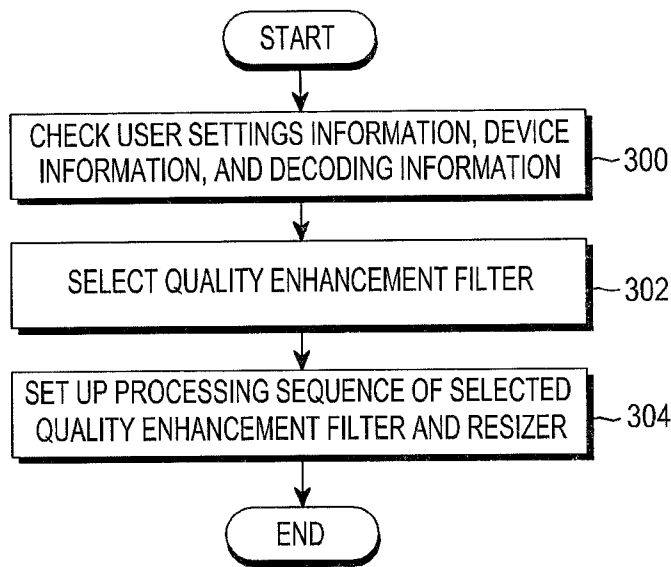 START
CHECK USER SETTINGS INFORMATION, DEVICE
INFORMATION, AND DECODING INFORMATION
300
SELECT QUALITY ENHANCEMENT FILTER
302
SET UP PROCESSING SEQUENCE OF SELECTED
QUALITY ENHANCEMENT FILTER AND RESIZER
304
END